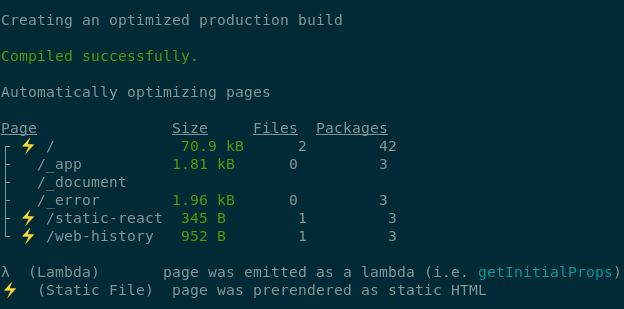 Creating an optimized production build
Compiled successfully.
Automatically optimizing pages
Page Size Files Packages
┌ ⚡ / 70.9 kB 2 42
├ /_app 1.81 kB 0 3
├ /_document
├ /_error 1.96 kB 0 3
├ ⚡ /static-react 345 B 1 3
└ ⚡ /web-history 952 B 1 3
λ (Lambda) page was emitted as a lambda (i.e. getInitialProps)
⚡ (Static File) page was prerendered as static HTML